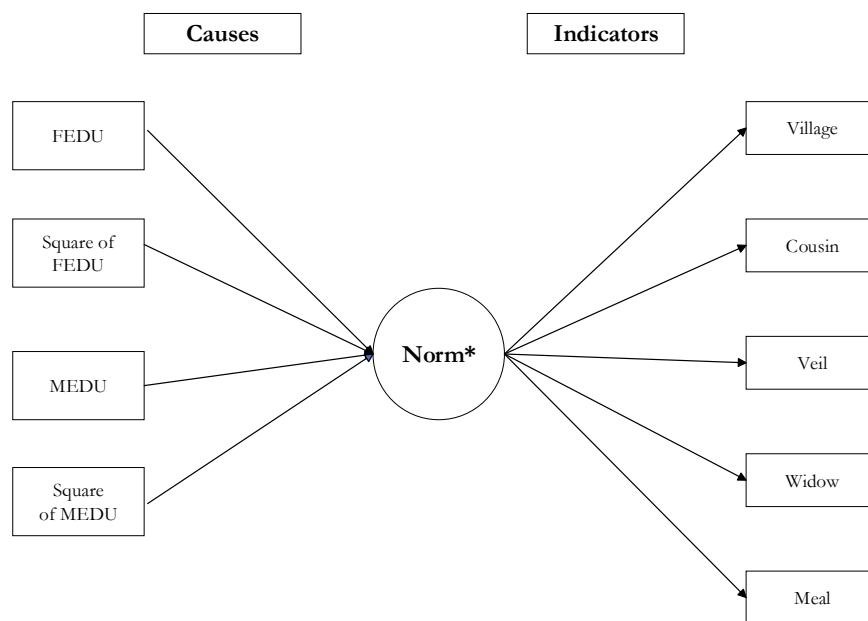 Causes
Indicators
FEDU
Square of
FEDU
MEDU
Square
of MEDU
Norm*
Village
Cousin
Veil
Widow
Meal